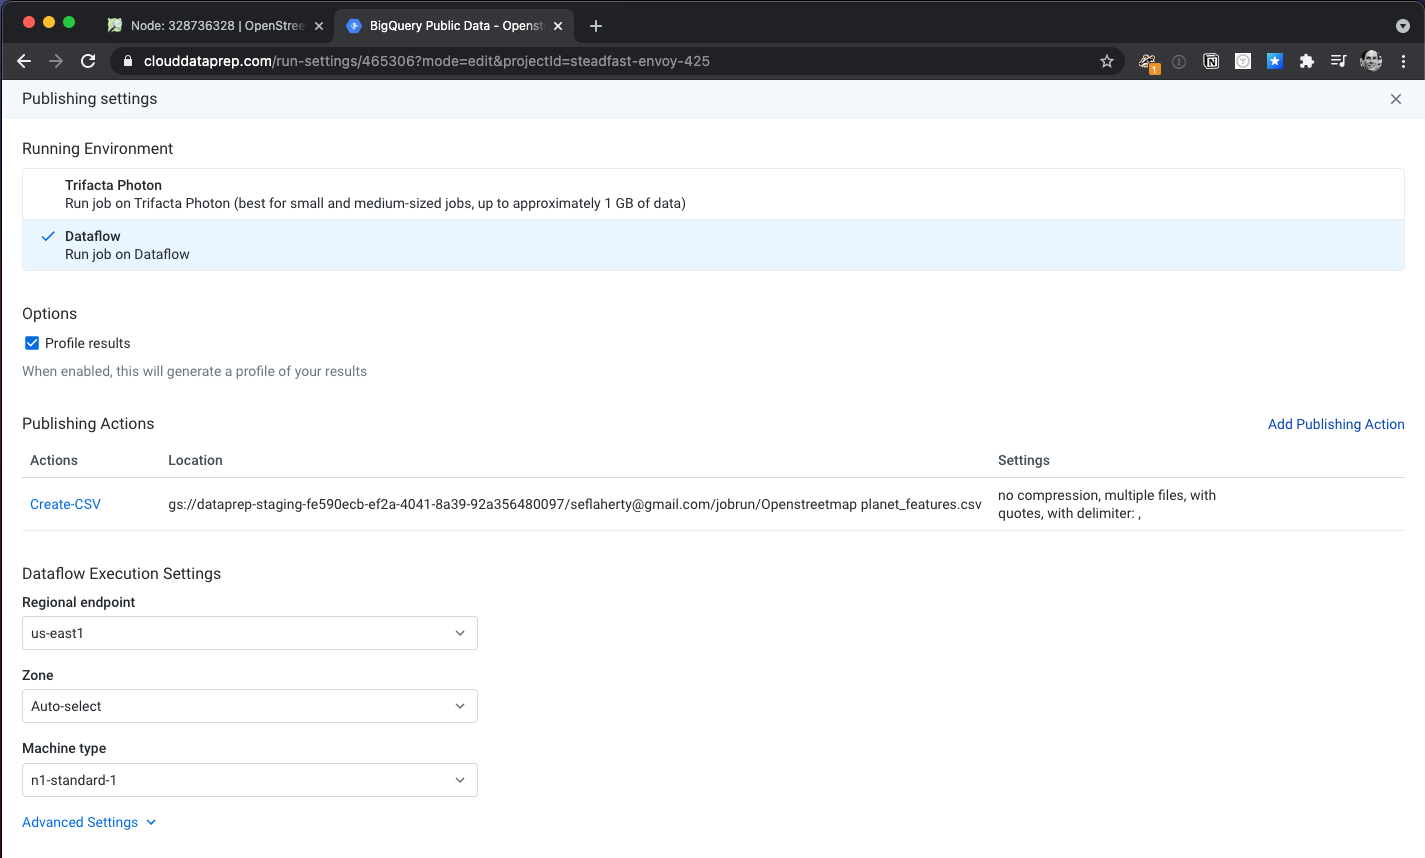 Node: 328736328 | OpenStree
BigQuery Public Data - Openst
clouddataprep.com/run-settings/465306?mode=edit&projectId=steadfast-envoy-425
1
Publishing settings
Running Environment
Trifacta Photon
Run job on Trifacta Photon (best for small and medium-sized jobs, up to approximately 1 GB of data)
Dataflow
Run job on Dataflow
Options
Profile results
When enabled, this will generate a profile of your results
Publishing Actions
Add Publishing Action
Actions Location Settings
Create-CSV
gs://dataprep-staging-fe590ecb-ef2a-4041-8a39-92a356480097/seflaherty@gmail.com/jobrun/Openstreetmap planet_features.csv
no compression, multiple files, with
quotes, with delimiter: ,
Dataflow Execution Settings
Regional endpoint
us-east1
Zone
Auto-select
Machine type
n1-standard-1
Advanced Settings